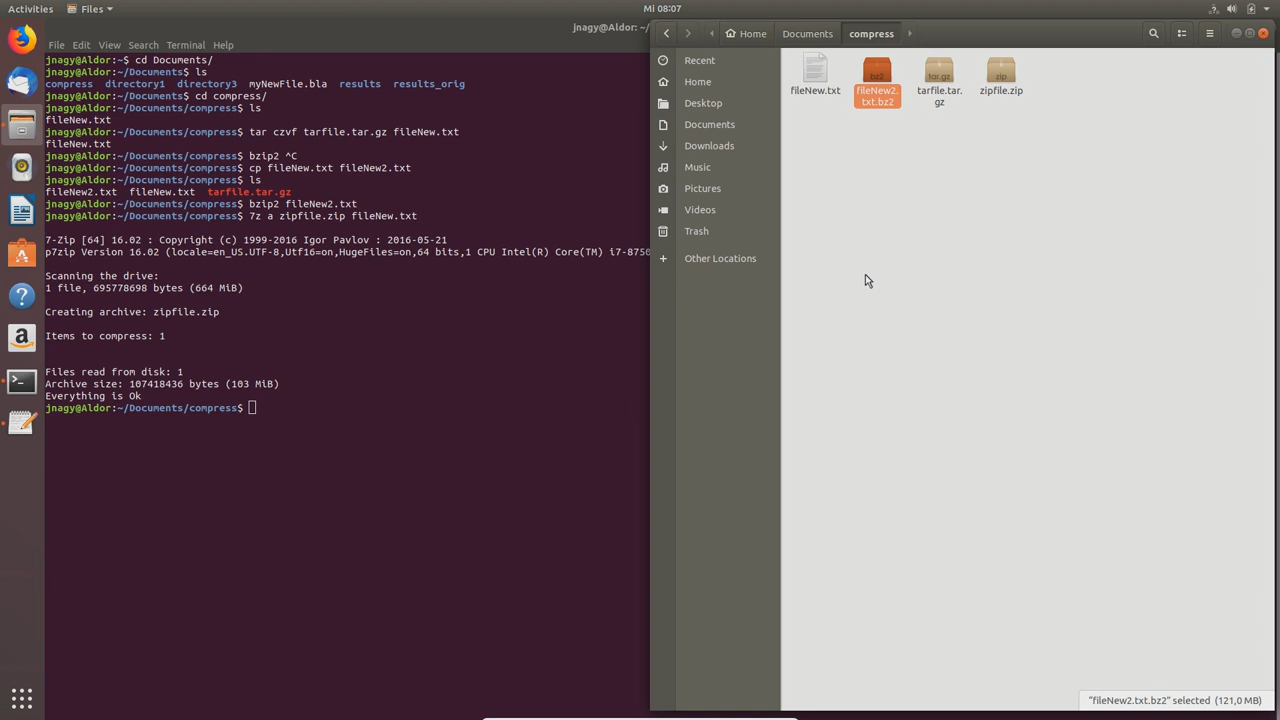 Activities Files Mi 08:07
jnagy@Aldor: ~/
File Edit View Search Terminal Help
jnagy@Aldor:~$ cd Documents/
jnagy@Aldor:~/Documents$ ls
compress directory1 directory3 myNewFile.bla results results_orig
jnagy@Aldor:~/Documents$ cd compress/
jnagy@Aldor:~/Documents/compress$ ls
fileNew.txt
jnagy@Aldor:~/Documents/compress$ tar czvf tarfile.tar.gz fileNew.txt
fileNew.txt
jnagy@Aldor:~/Documents/compress$ bzip2 ^C
jnagy@Aldor:~/Documents/compress$ cp fileNew.txt fileNew2.txt
jnagy@Aldor:~/Documents/compress$ ls
fileNew2.txt fileNew.txt tarfile.tar.gz
jnagy@Aldor:~/Documents/compress$ bzip2 fileNew2.txt
jnagy@Aldor:~/Documents/compress$ 7z a zipfile.zip fileNew.txt
7-Zip [64] 16.02 : Copyright (c) 1999-2016 Igor Pavlov : 2016-05-21
p7zip Version 16.02 (locale=en_US.UTF-8,Utf16=on,HugeFiles=on,64 bits,1 CPU Intel(R) Core(TM) i7-8750
Scanning the drive:
1 file, 695778698 bytes (664 MiB)
Creating archive: zipfile.zip
Items to compress: 1
Files read from disk: 1
Archive size: 107418436 bytes (103 MiB)
Everything is Ok
jnagy@Aldor:~/Documents/compress$
Home Documents compress
Recent
Home
Desktop
Documents
Downloads
Music
Pictures
Videos
Trash
Other Locations
bz2 tar.gz zip
fileNew.txt fileNew2. tarfile.tar. zipfile.zip
txt.bz2 gz
"fileNew2.txt.bz2" selected (121,0 MB)